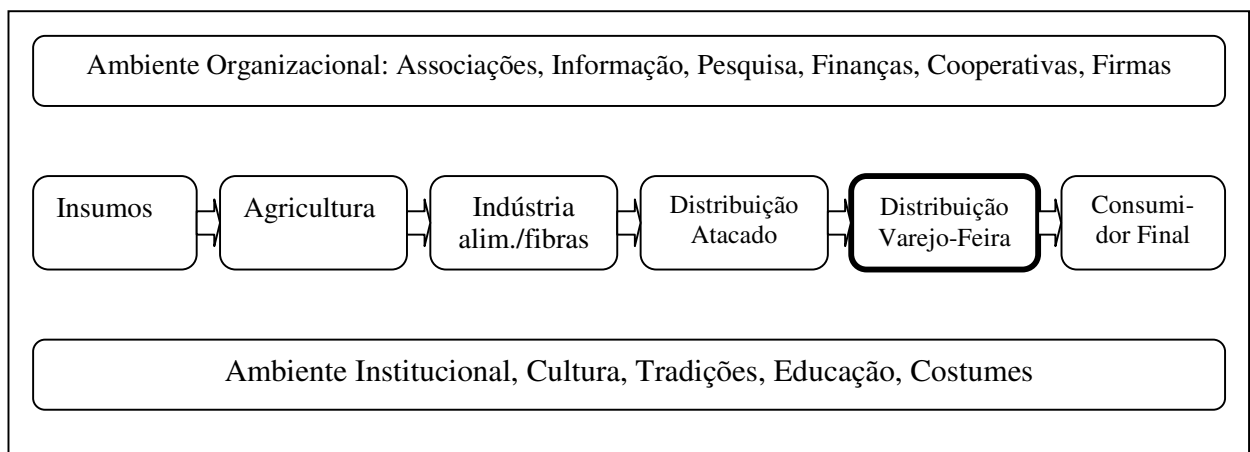 Ambiente Organizacional: Associações, Informação, Pesquisa, Finanças, Cooperativas, Firmas
Insumos
Agricultura
Indústria
alim./fibras
Distribuição
Atacado
Distribuição
Varejo-Feira
Consumi-
dor Final
Ambiente Institucional, Cultura, Tradições, Educação, Costumes